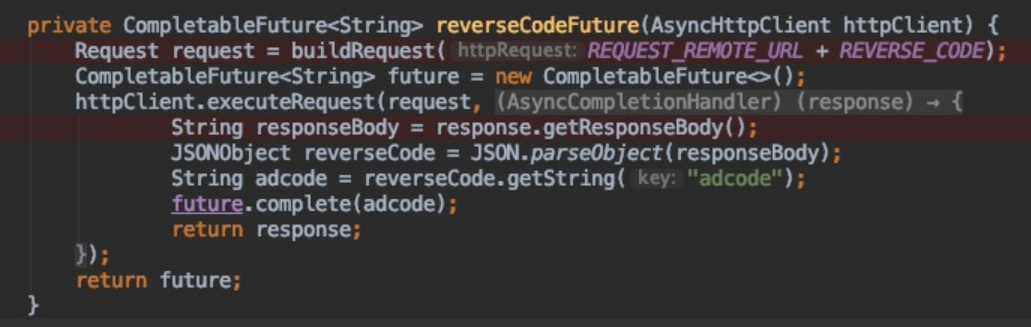 private CompletableFuture<String> reverseCodeFuture(AsyncHttpClient httpClient) {
Request request = buildRequest( httpRequest: REQUEST_REMOTE_URL + REVERSE_CODE);
CompletableFuture<String> future = new CompletableFuture<>();
httpClient.executeRequest(request, (AsyncCompletionHandler) (response) → {
String responseBody = response.getResponseBody();
JSONObject reverseCode = JSON.parseObject(responseBody);
String adcode = reverseCode.getString( key: "adcode");
future.complete(adcode);
return response;
});
return future;
}